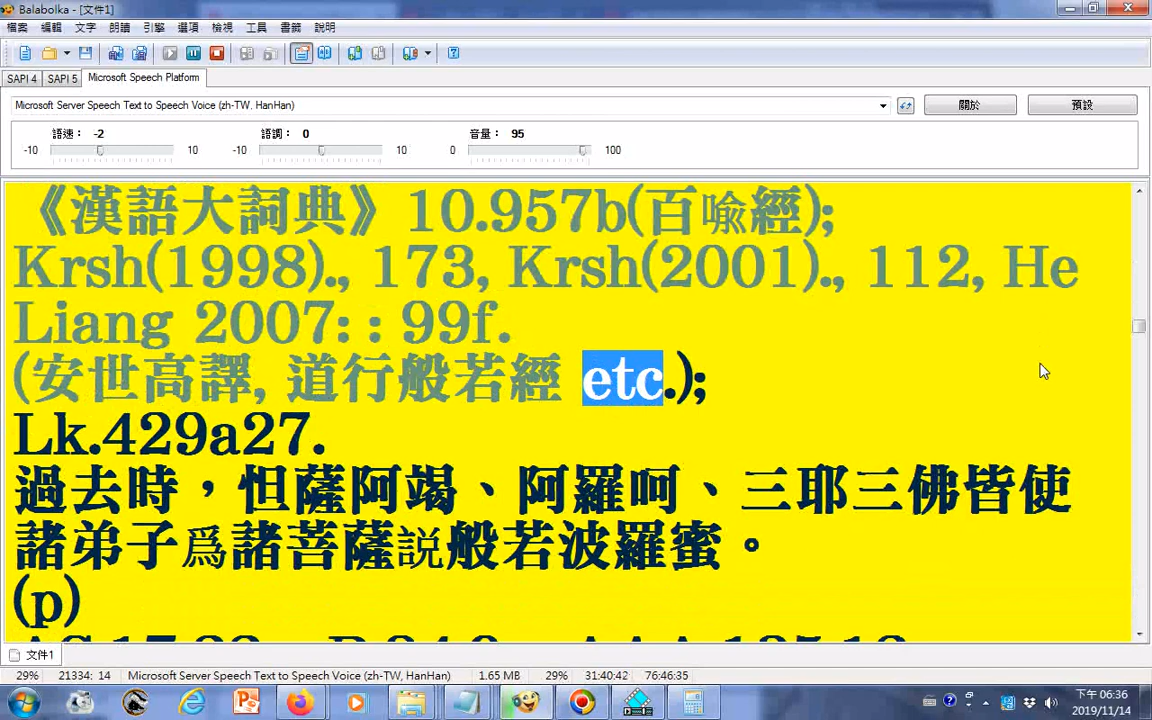 Balabolka - [文件1]
檔案 編輯 文字 朗讀 引擎 選項 檢視 工具 書籤 說明
SAPI 4 SAPI 5 Microsoft Speech Platform
Microsoft Server Speech Text to Speech Voice (zh-TW, HanHan) 關於 預設
語速： -2 語調： 0 音量： 95
-10 10 -10 10 0 100
《漢語大詞典》 10.957b(百喩經);
Krsh(1998)., 173, Krsh(2001)., 112, He
Liang 2007: : 99f.
(安世高譯, 道行般若經 etc.);
Lk.429a27.
過去時，怛薩阿竭、阿羅呵、三耶三佛皆使
諸弟子爲諸菩薩説般若波羅蜜。
(p)
文件1
29% 21334: 14 Microsoft Server Speech Text to Speech Voice (zh-TW, HanHan) 1.65 MB 29% 31:40:42 76:46:35
下午 06:36
2019/11/14